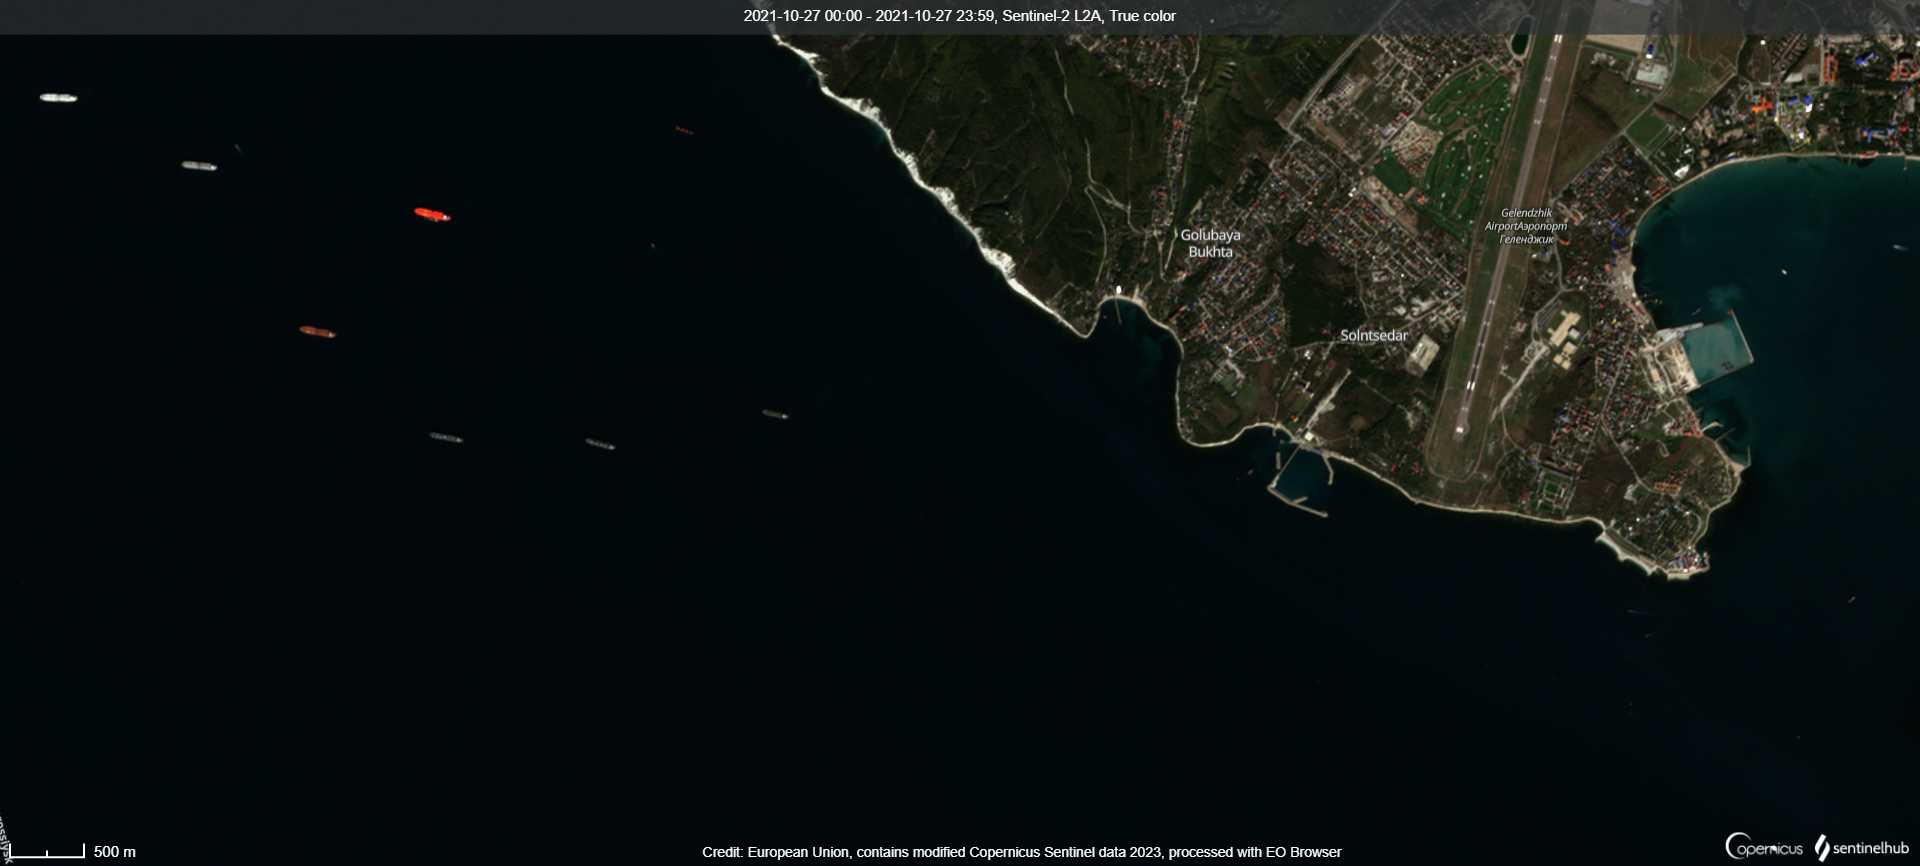 2021-10-27 00:00 - 2021-10-27 23:59, Sentinel-2 L2A, True color
Gelendzhik
AirportАэропорт
Геленджик
Golubaya
Bukhta
Solntsedar
500 m
Credit: European Union, contains modified Copernicus Sentinel data 2023, processed with EO Browser
opernicus
sentinelhub